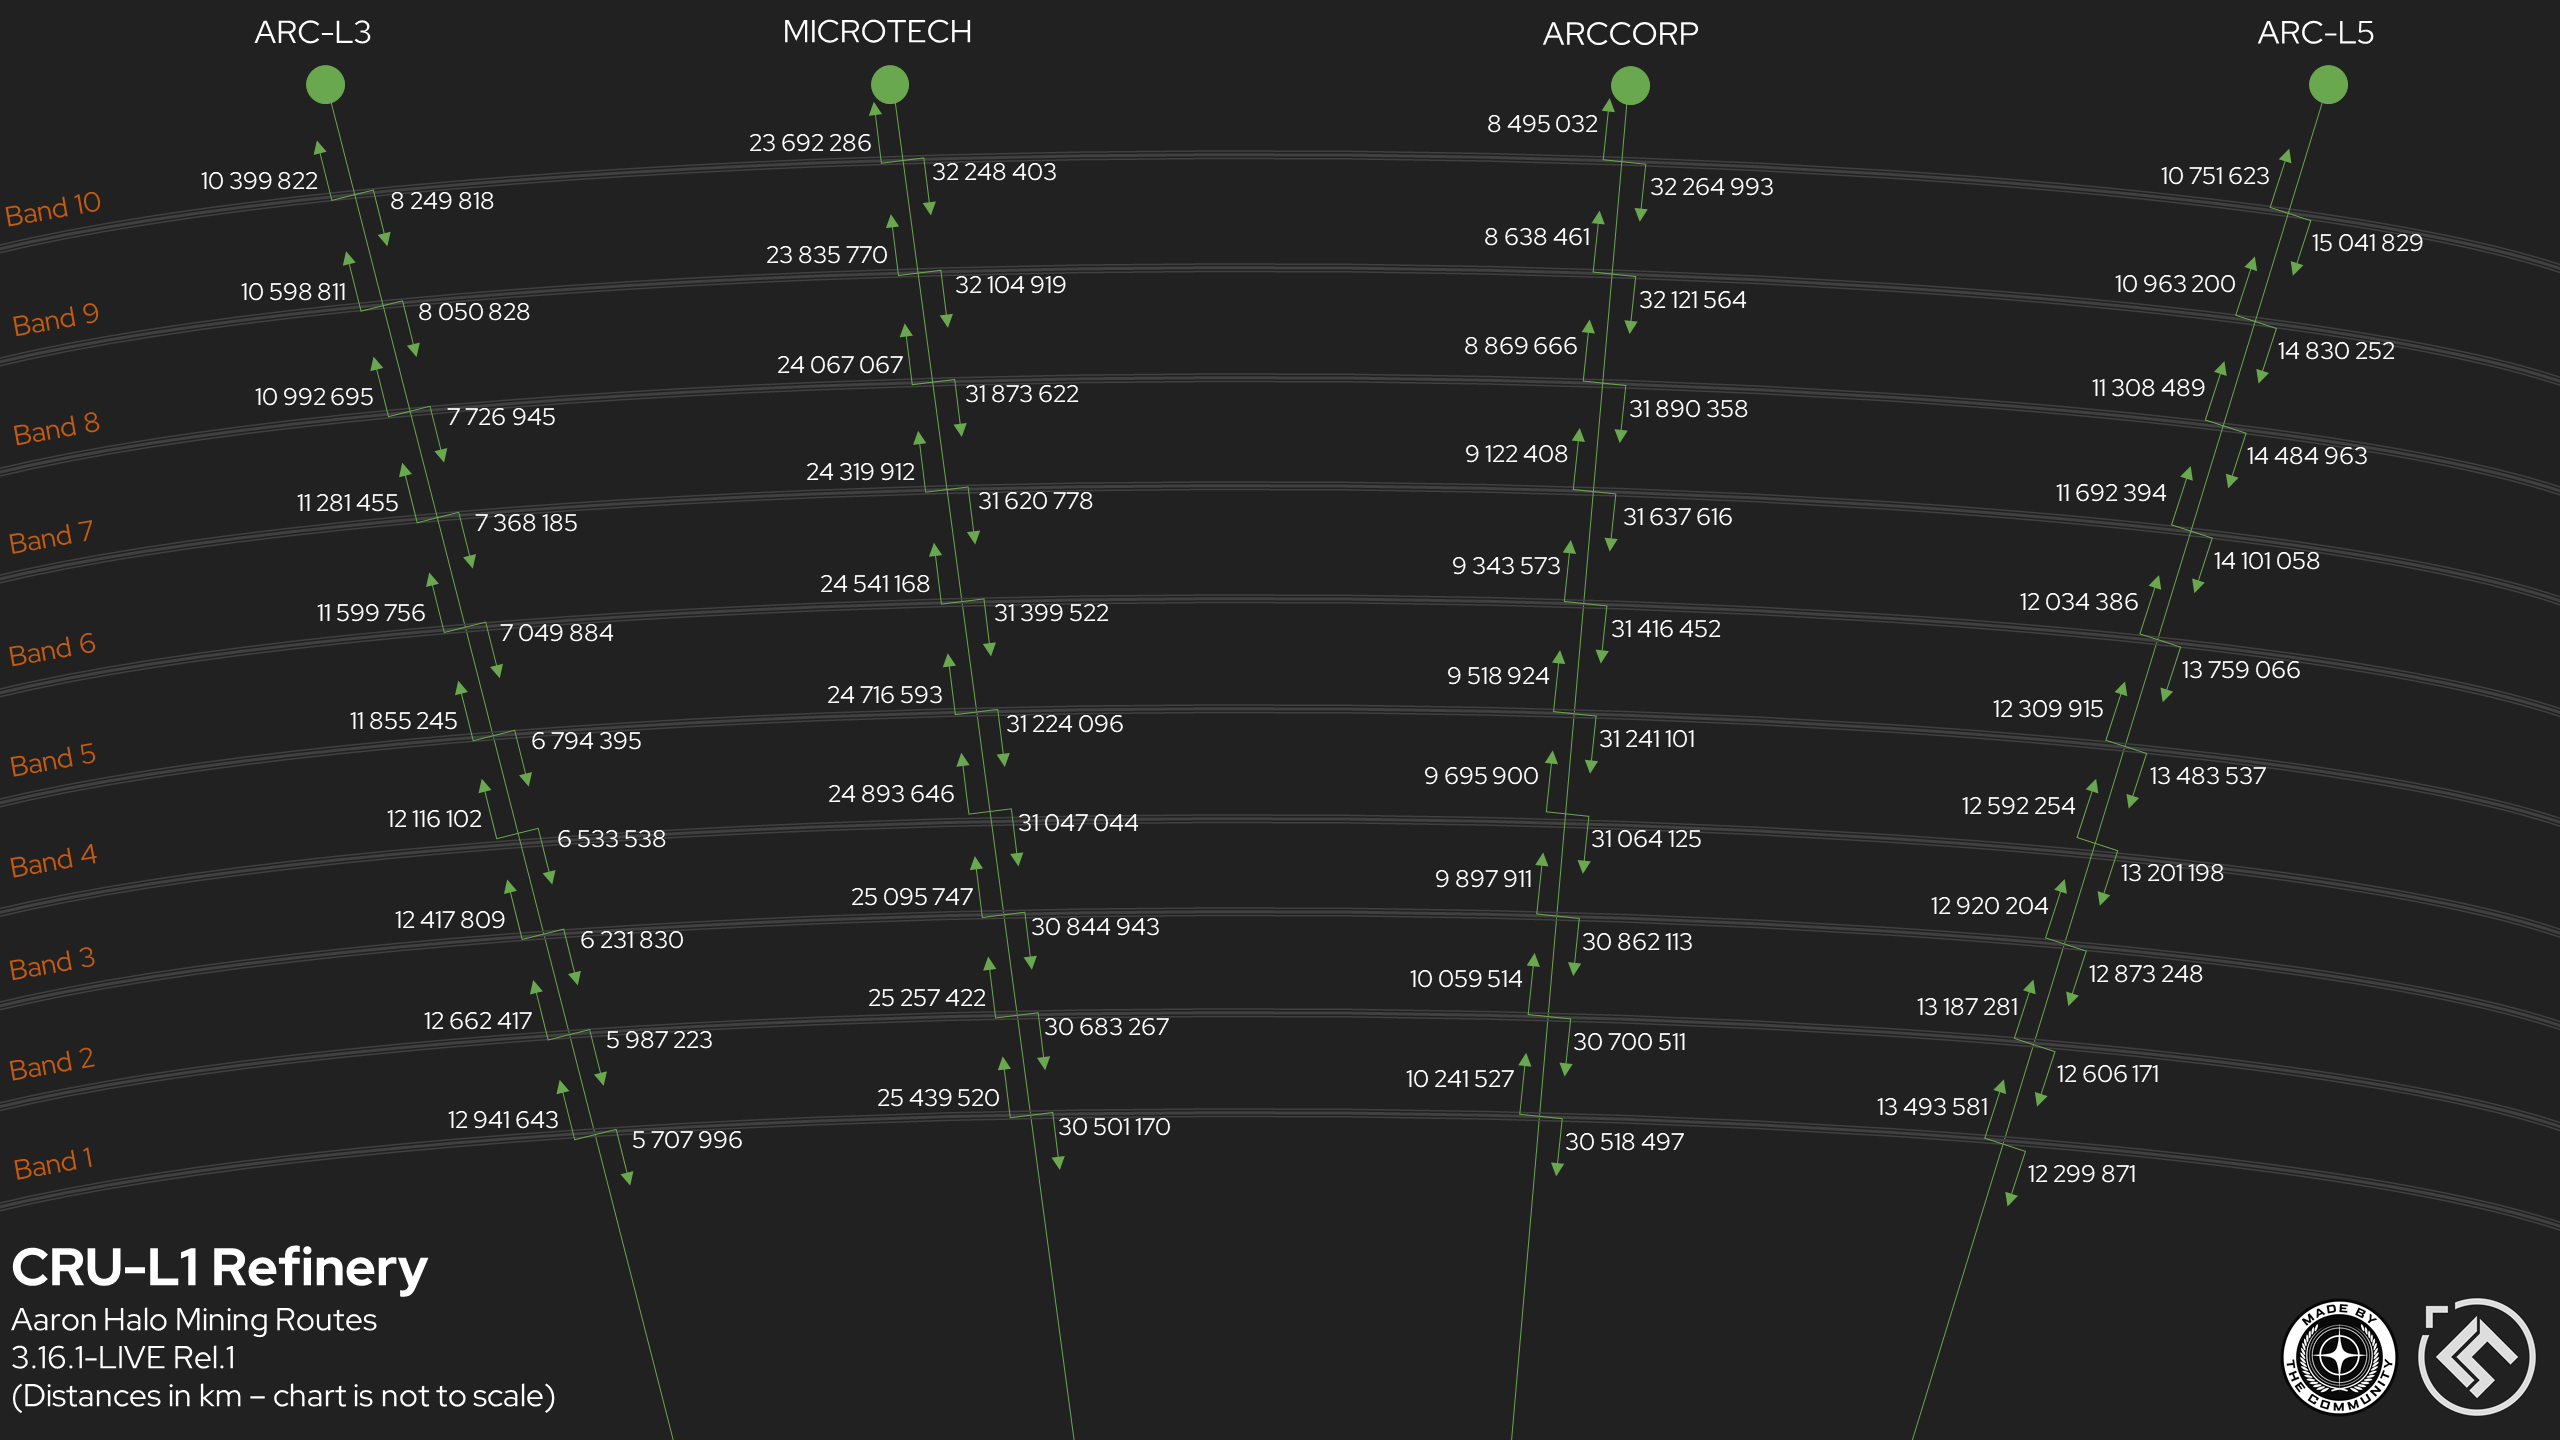 ARC-L3
MICROTECH
ARCCORP
ARC-L5
23 692 286
8 495 032
10 399 822
32 248 403
32 264 993
10 751 623
Band 10
8 249 818
15 041 829
23 835 770
8 638 461
10 598 811
32 104 919
32 121 564
10 963 200
Band 9
8 050 828
14 830 252
24 067 067
8 869 666
10 992 695
31 873 622
31 890 358
11 308 489
Band 8
7 726 945
14 484 963
24 319 912
9 122 408
11 281 455
31 620 778
31 637 616
11 692 394
Band 7
7 368 185
14 101 058
24 541 168
9 343 573
11 599 756
31 399 522
31 416 452
12 034 386
Band 6
7 049 884
13 759 066
24 716 593
9 518 924
11 855 245
31 224 096
31 241 101
12 309 915
Band 5
6 794 395
13 483 537
24 893 646
9 695 900
12 116 102
31 047 044
31 064 125
12 592 254
Band 4
6 533 538
13 201 198
25 095 747
9 897 911
12 417 809
30 844 943
30 862 113
12 920 204
Band 3
6 231 830
12 873 248
25 257 422
10 059 514
12 662 417
30 683 267
30 700 511
13 187 281
Band 2
5 987 223
12 606 171
25 439 520
10 241 527
12 941 643
30 501 170
30 518 497
13 493 581
Band 1
5 707 996
12 299 871
CRU-L1 Refinery
Aaron Halo Mining Routes
3.16.1-LIVE Rel.1
(Distances in km – chart is not to scale)
MADE BY
THE COMMUNITY